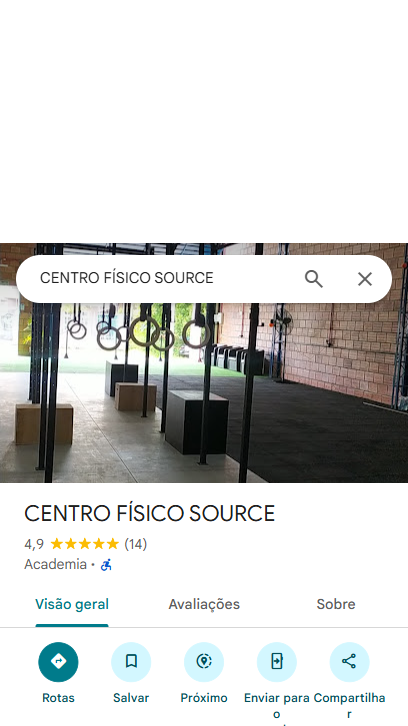 CENTRO FÍSICO SOURCE
CENTRO FÍSICO SOURCE
4,9 ★★★★★ (14)
Academia ·
Visão geral Avaliações Sobre
Rotas Salvar Próximo Enviar para Compartilha
o r